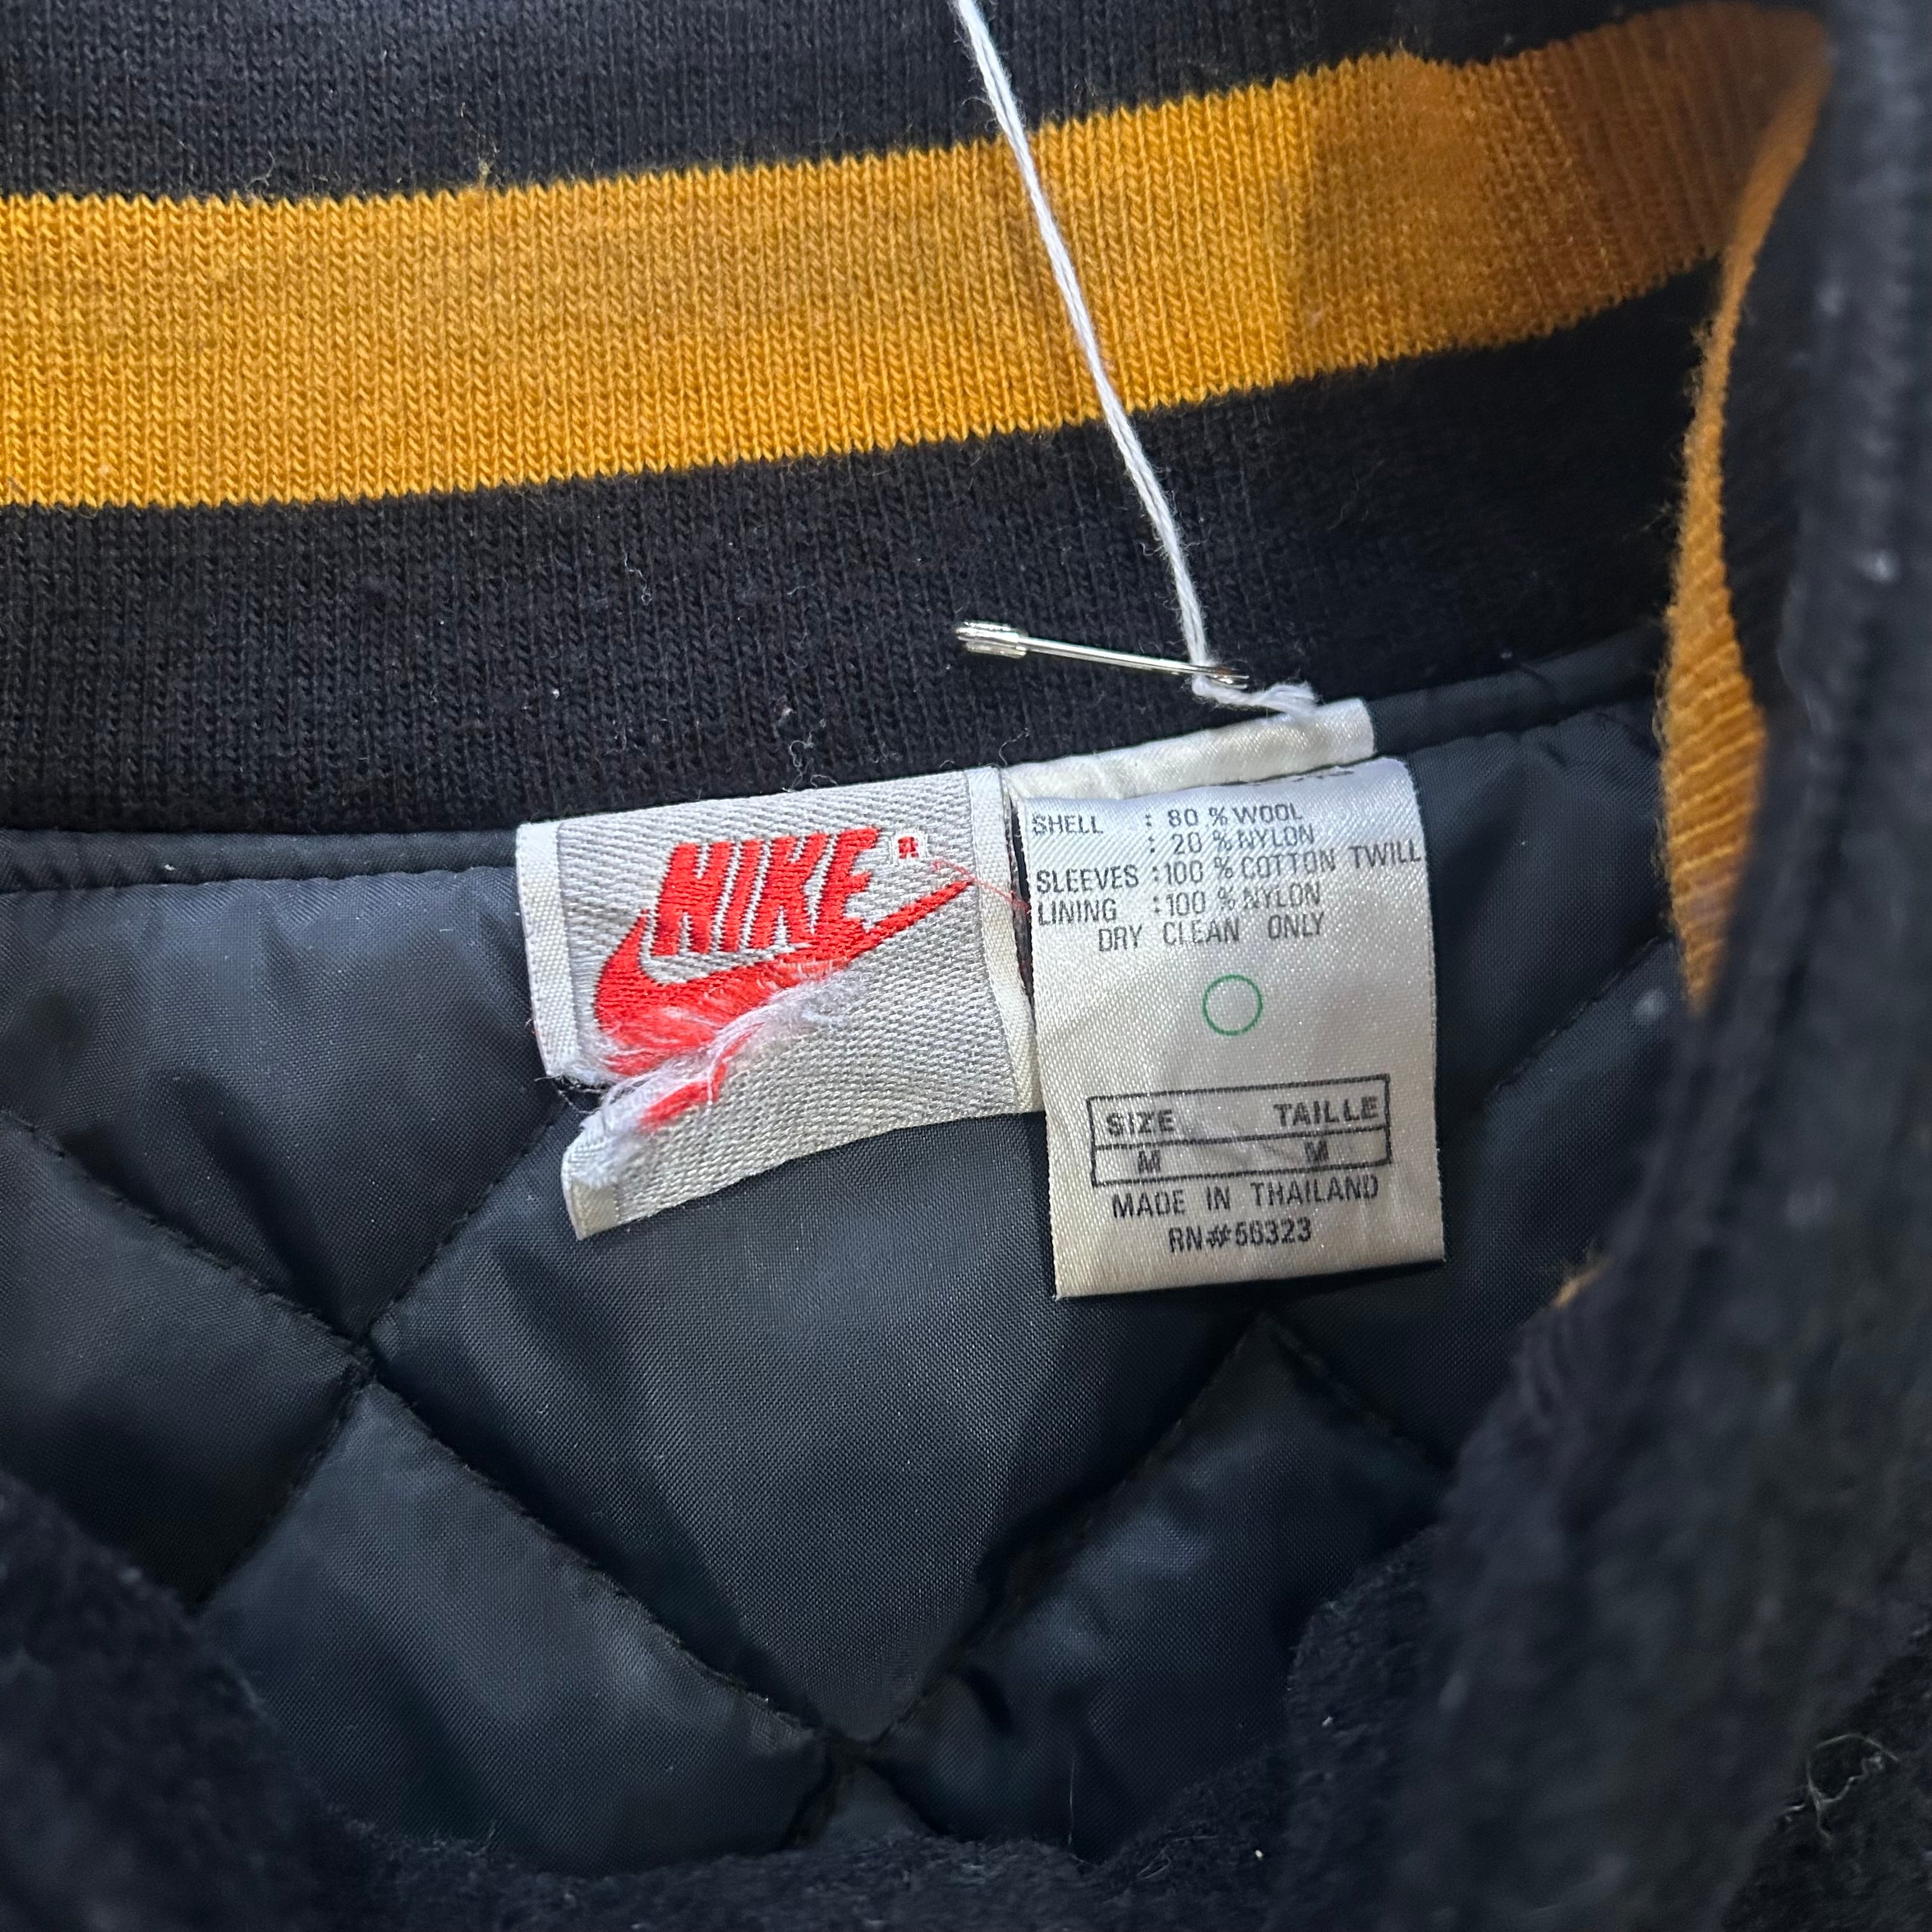 NIKE R
SHELL : 80 % WOOL
: 20 % NYLON
SLEEVES :100 % COTTON TWILL
LINING :100 % NYLON
DRY CLEAN ONLY
SIZE TAILLE
M M
MADE IN THAILAND
RN#56323